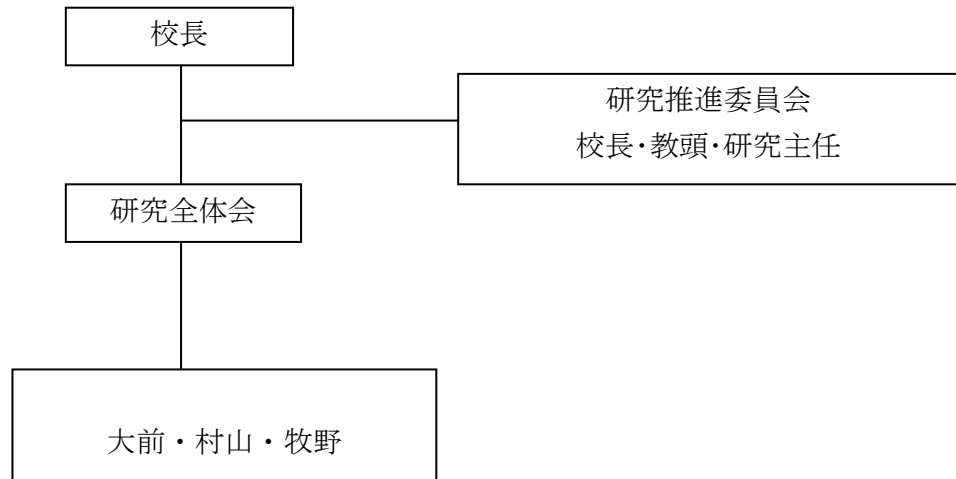 校長
研究推進委員会
校長･教頭･研究主任
研究全体会
大前・村山・牧野